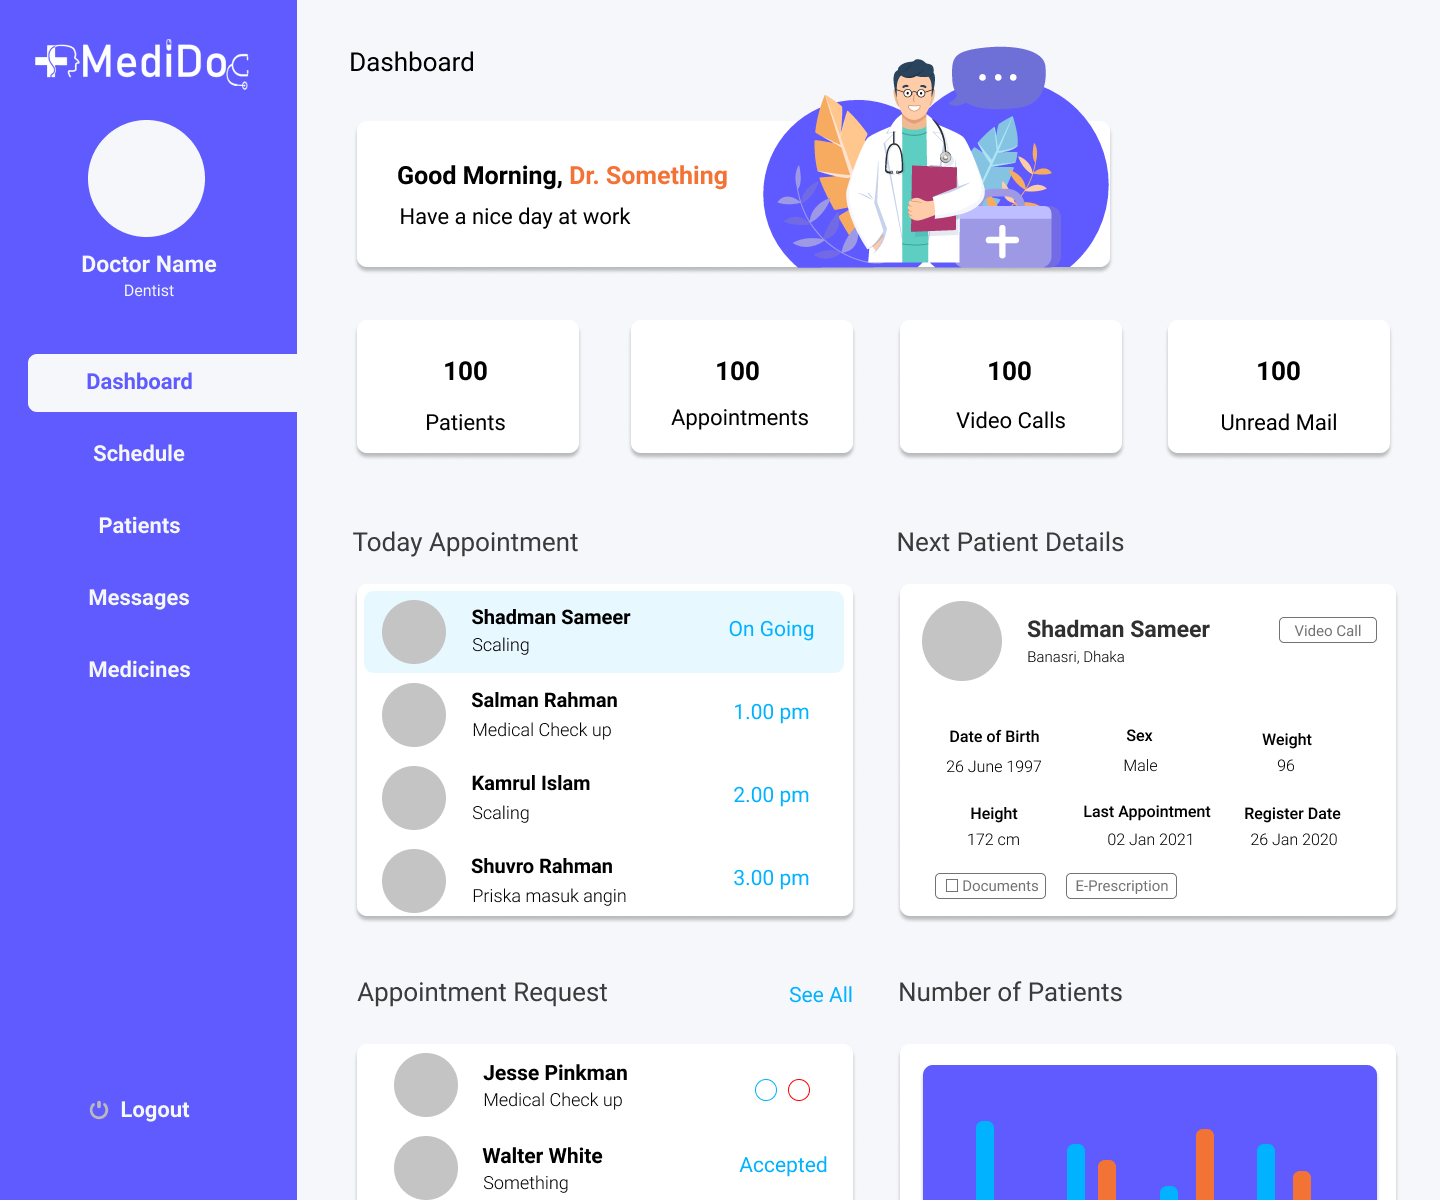 MediDoc
Doctor Name
Dentist
Dashboard
Schedule
Patients
Messages
Medicines
Logout
Dashboard
Good Morning, Dr. Something
Have a nice day at work
100
Patients
100
Appointments
100
Video Calls
100
Unread Mail
Today Appointment
Shadman Sameer
Scaling
On Going
Salman Rahman
Medical Check up
1.00 pm
Kamrul Islam
Scaling
2.00 pm
Shuvro Rahman
Priska masuk angin
3.00 pm
Next Patient Details
Shadman Sameer
Banasri, Dhaka
Video Call
Date of Birth
26 June 1997
Sex
Male
Weight
96
Height
172 cm
Last Appointment
02 Jan 2021
Register Date
26 Jan 2020
Documents
E-Prescription
Appointment Request
See All
Jesse Pinkman
Medical Check up
Walter White
Something
Accepted
Number of Patients